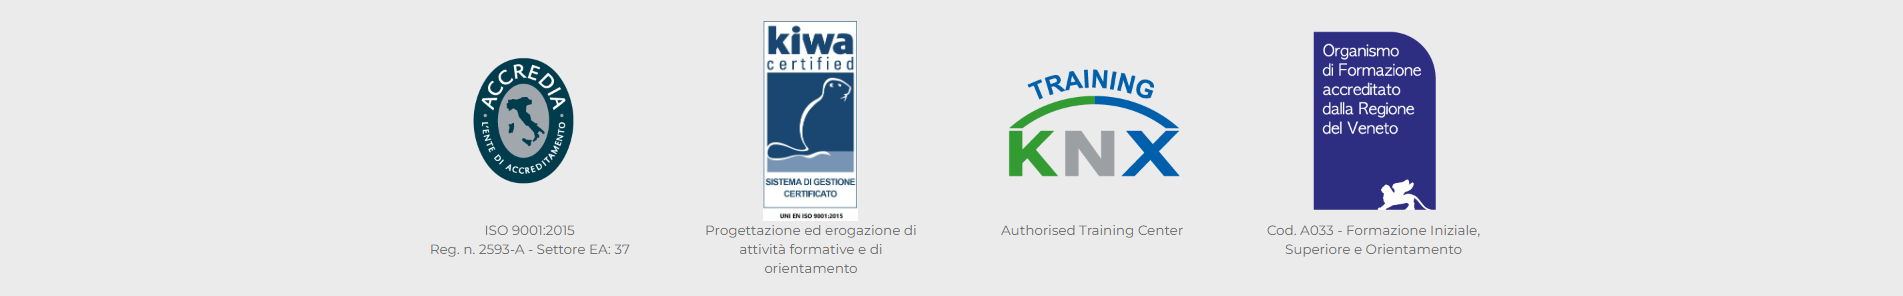 ACCREDIA
L'ENTE DI ACCREDITAMENTO
ISO 9001:2015
Reg. n. 2593-A - Settore EA: 37
kiwa
certified
SISTEMA DI GESTIONE
CERTIFICATO
UNI EN ISO 9001:2015
Progettazione ed erogazione di
attività formative e di
orientamento
TRAINING
KNX
Authorised Training Center
Organismo
di Formazione
accreditato
dalla Regione
del Veneto
Cod. A033 - Formazione Iniziale,
Superiore e Orientamento